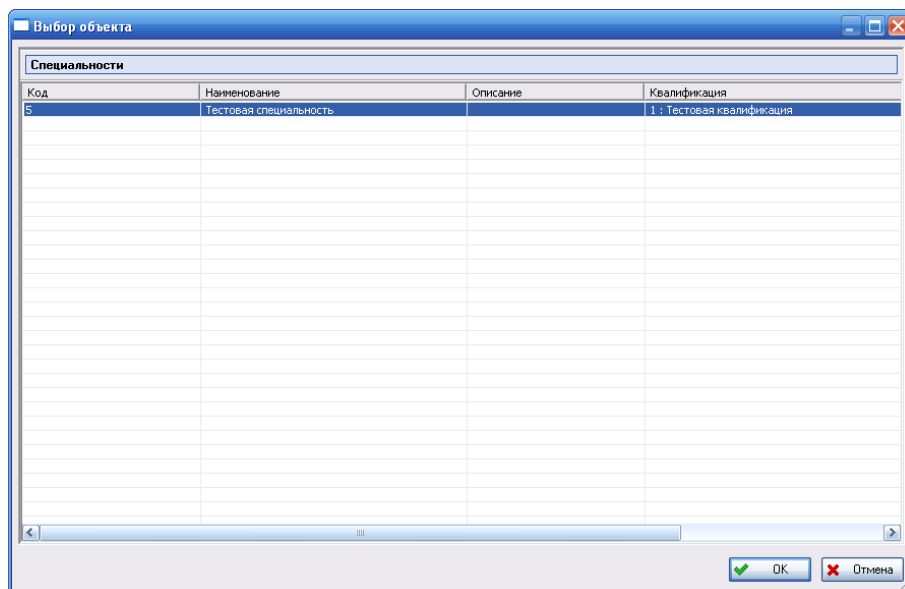 Выбор объекта
Специальности
Код Наименование Описание Квалификация
5 Тестовая специальность 1 : Тестовая квалификация
OK Отмена